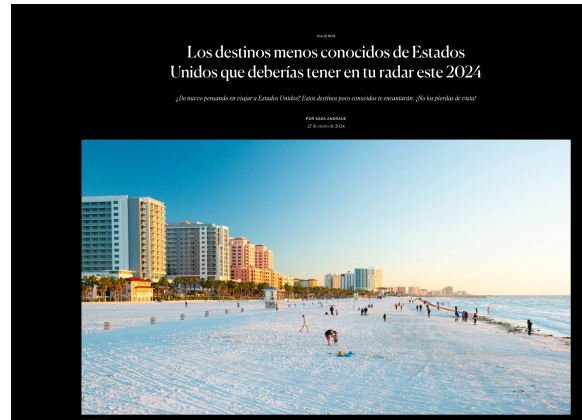 VIAJEROS
Los destinos menos conocidos de Estados
Unidos que deberías tener en tu radar este 2024
¿De nuevo pensando en viajar a Estados Unidos? Estos destinos poco conocidos te encantarán. ¡No los pierdas de vista!
POR SARA ANDRADE
27 de enero de 2024